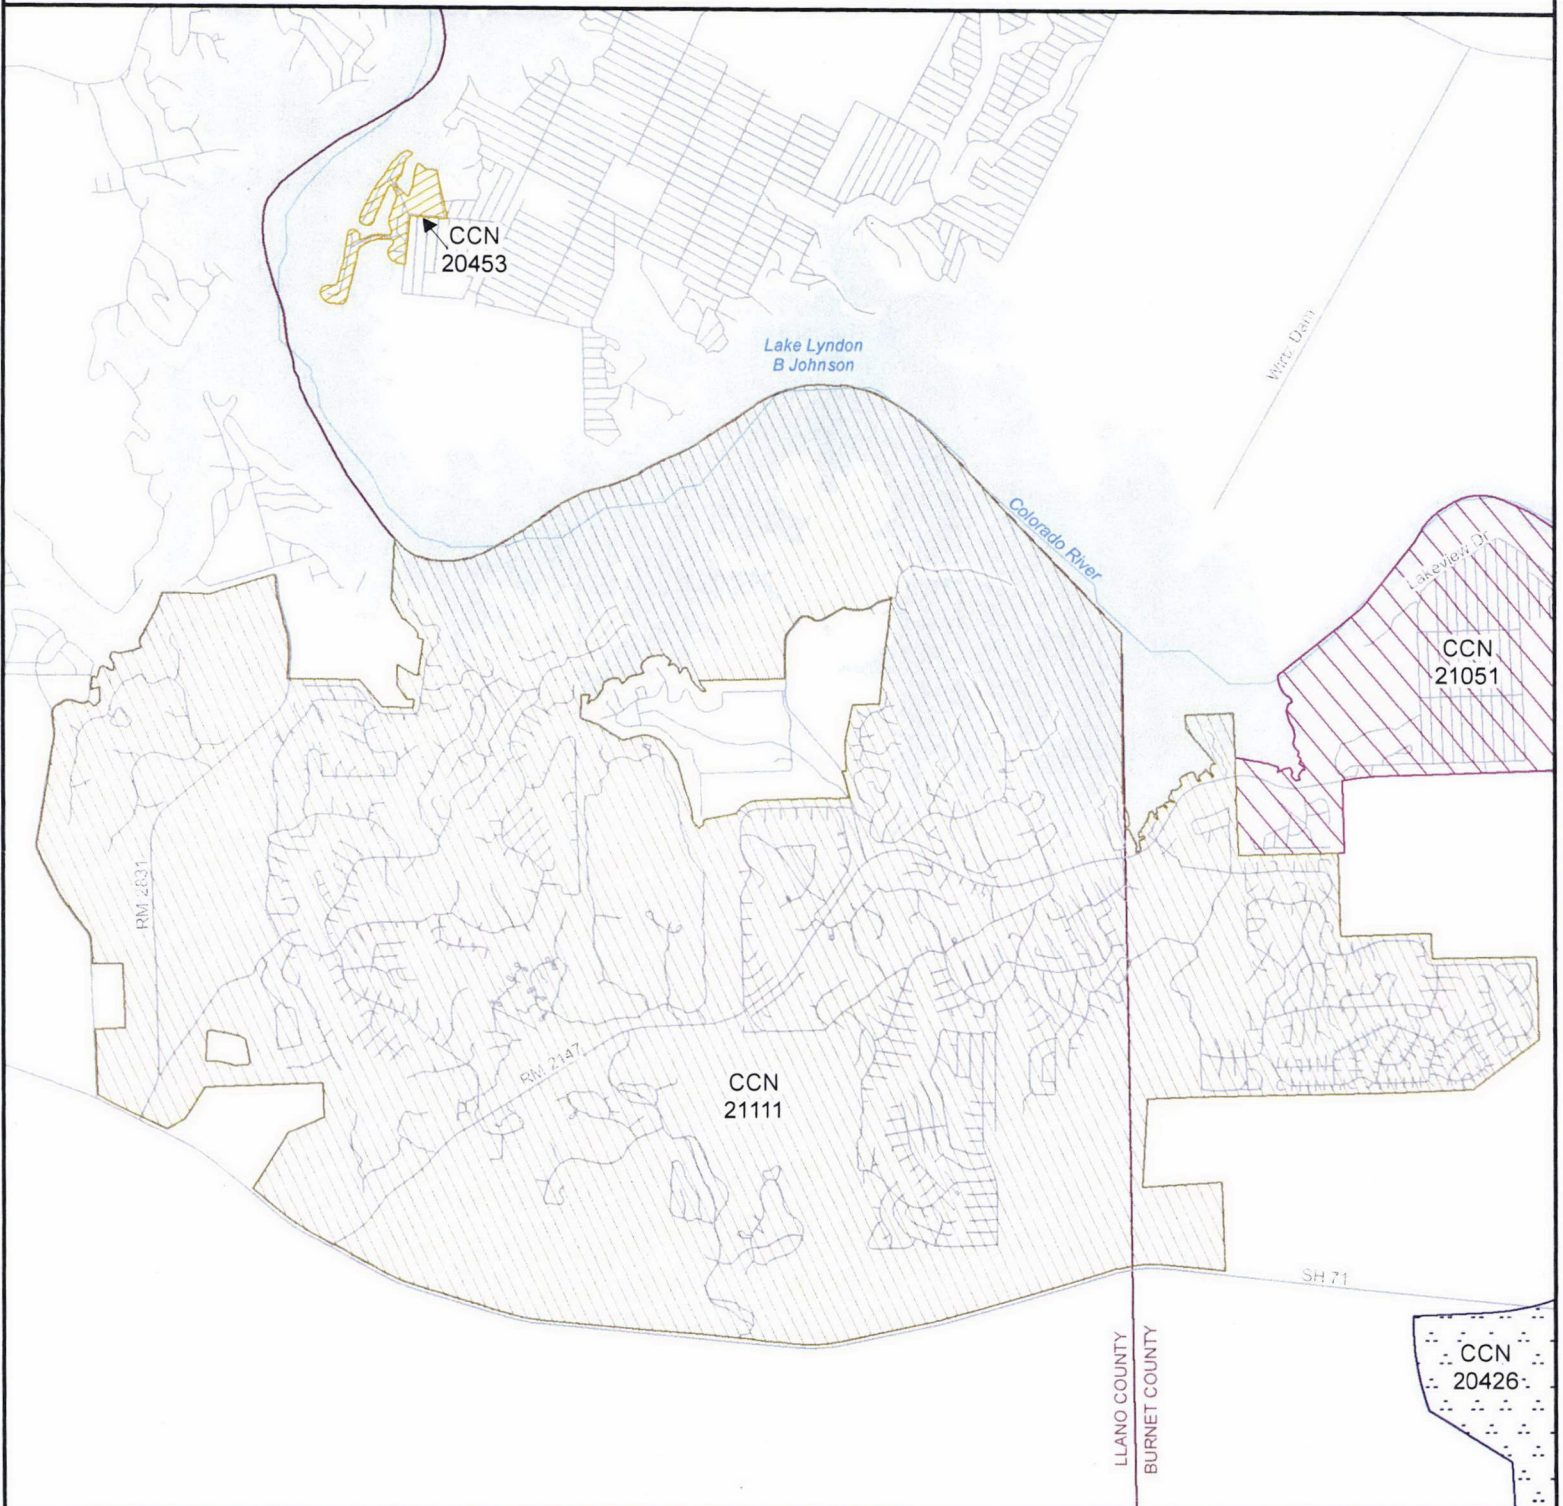 CCN
20453
Lake Lyndon
B Johnson
Colorado River
Lakeview Dr
CCN
21051
RM 2831
RM 2147
CCN
21111
SH 71
LLANO COUNTY
BURNET COUNTY
CCN
20426